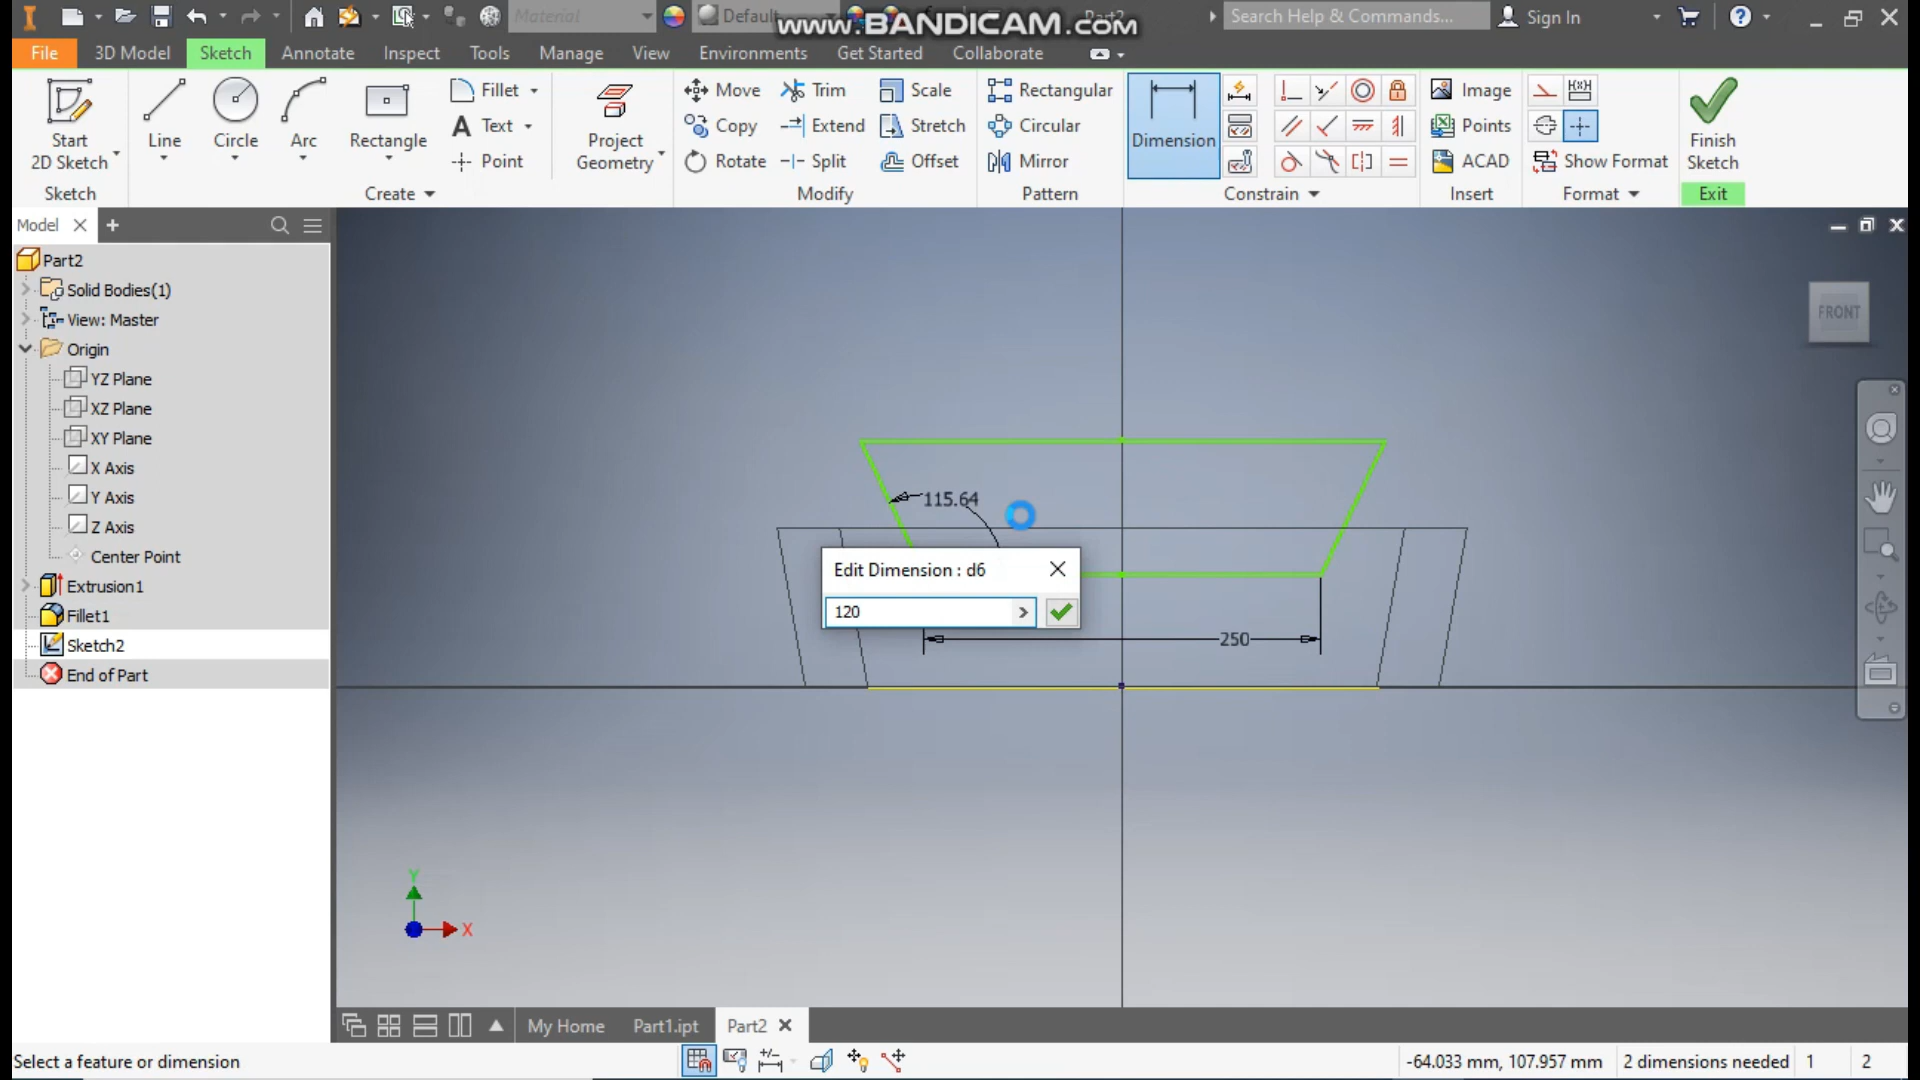 Material
Default
www.BANDICAM.com
Search Help & Commands...
Sign In
File
3D Model
Sketch
Annotate
Inspect
Tools
Manage
View
Environments
Get Started
Collaborate
Start
2D Sketch
Line
Circle
Arc
Rectangle
Fillet
Text
Point
Project
Geometry
Move
Copy
Rotate
Trim
Extend
Split
Scale
Stretch
Offset
Rectangular
Circular
Mirror
Dimension
Image
Points
ACAD
Show Format
Finish
Sketch
Sketch
Create
Modify
Pattern
Constrain
Insert
Format
Exit
Model
Part2
Solid Bodies(1)
View: Master
Origin
YZ Plane
XZ Plane
XY Plane
X Axis
Y Axis
Z Axis
Center Point
Extrusion1
Fillet1
Sketch2
End of Part
FRONT
115.64
Edit Dimension : d6
120
250
Y
X
My Home
Part1.ipt
Part2
Select a feature or dimension
-64.033 mm, 107.957 mm
2 dimensions needed
1
2